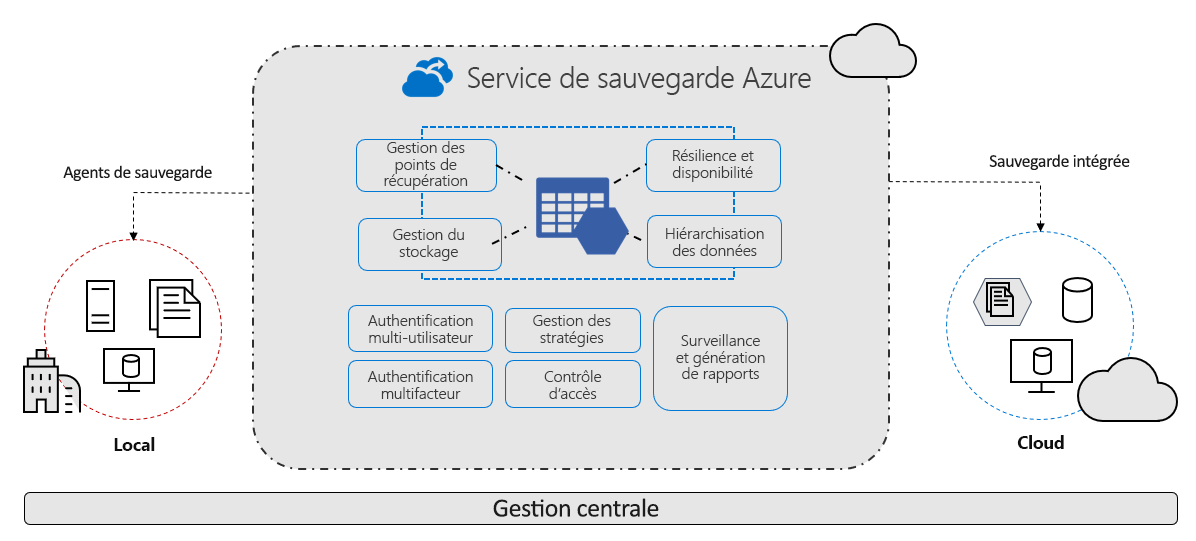 Service de sauvegarde Azure
Agents de sauvegarde
Gestion des
points de
récupération
Résilience et
disponibilité
Sauvegarde intégrée
Gestion du
stockage
Hiérarchisation
des données
Authentification
multi-utilisateur
Gestion des
stratégies
Surveillance
et génération
de rapports
Authentification
multifacteur
Contrôle
d’accès
Local
Cloud
Gestion centrale